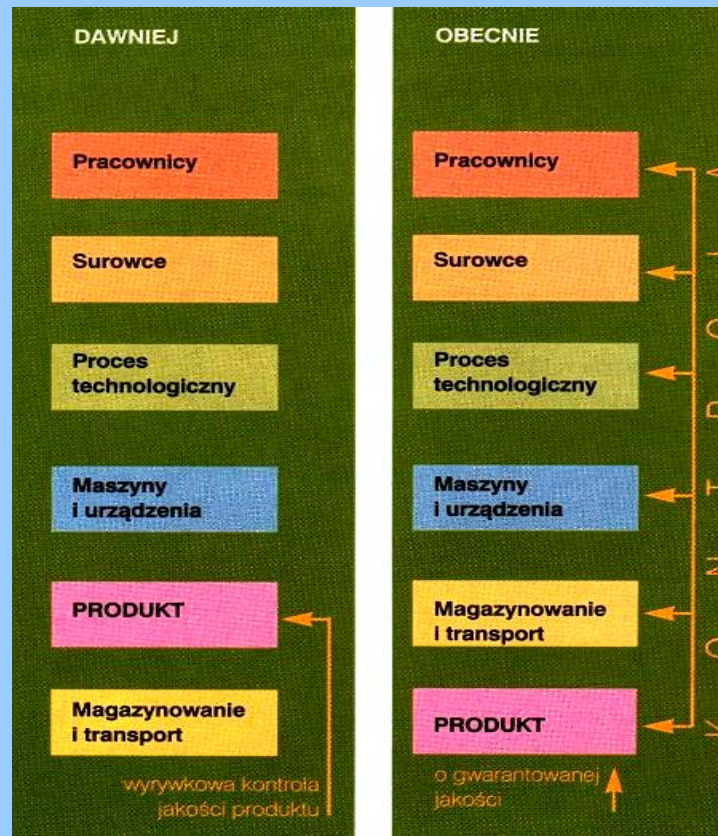 DAWNIEJ
Pracownicy
Surowce
Proces
technologiczny
Maszyny
i urządzenia
PRODUKT
Magazynowanie
i transport
wyrywkowa kontrola
jakości produktu
OBECNIE
Pracownicy
Surowce
Proces
technologiczny
Maszyny
i urządzenia
Magazynowanie
i transport
PRODUKT
o gwarantowanej
jakości